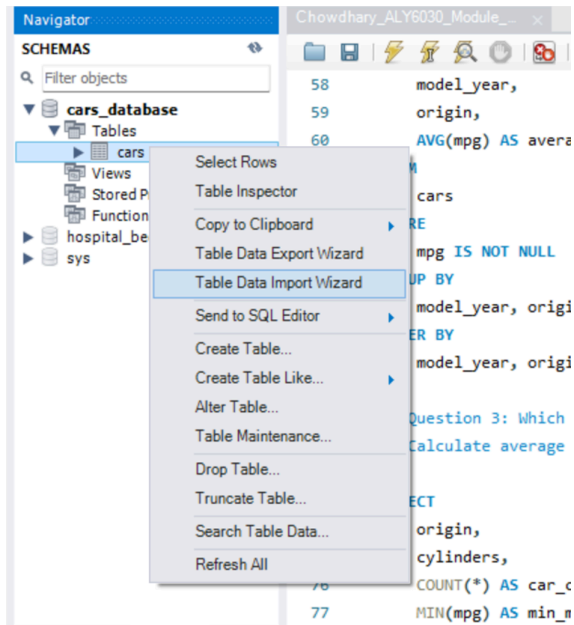 Navigator
SCHEMAS
Filter objects
cars_database
Tables
cars
Views
Stored P
Function
hospital_be
sys
Select Rows
Table Inspector
Copy to Clipboard
Table Data Export Wizard
Table Data Import Wizard
Send to SQL Editor
Create Table...
Create Table Like...
Alter Table...
Table Maintenance...
Drop Table...
Truncate Table...
Search Table Data...
Refresh All
Chowdhary_ALY6030_Module_...
58 model_year,
59 origin,
60 AVG(mpg) AS avera
M
cars
RE
mpg IS NOT NULL
UP BY
model_year, origi
ER BY
model_year, origi
Question 3: Which
Calculate average
ECT
origin,
cylinders,
76 COUNT(*) AS car_c
77 MIN(mpg) AS min_m